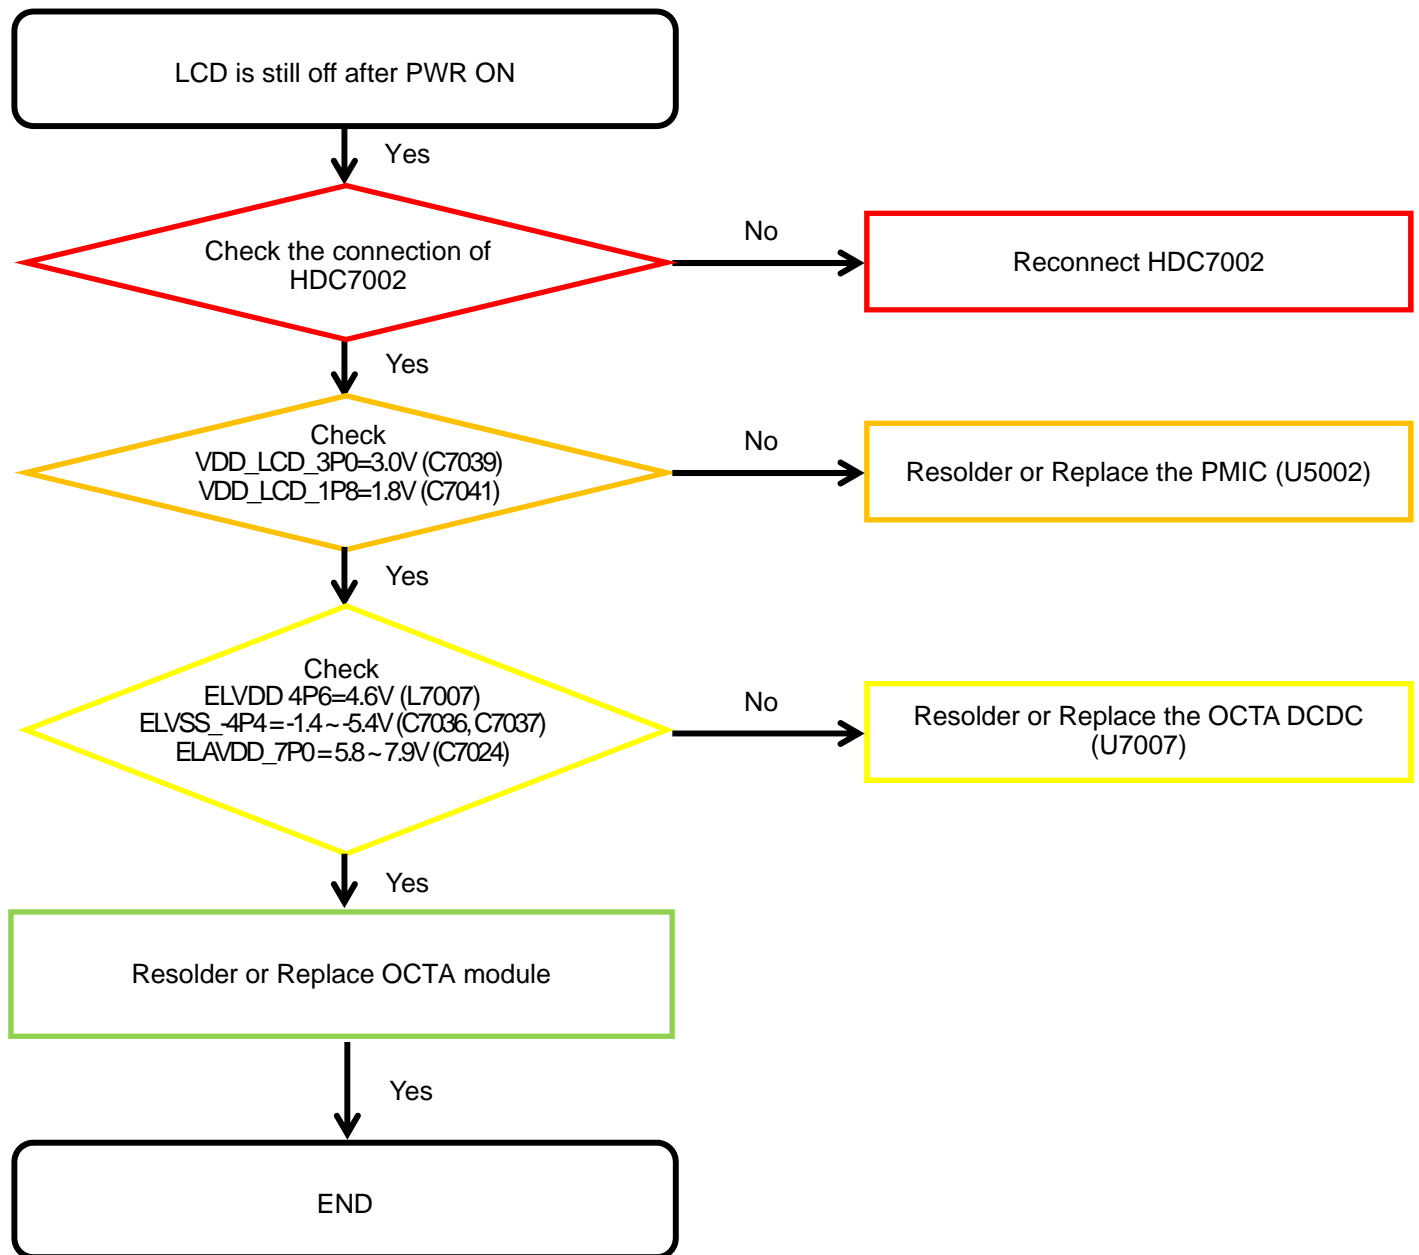 LCD is still off after PWR ON
Yes
Check the connection of
HDC7002
No
Reconnect HDC7002
Yes
Check
VDD_LCD_3P0=3.0V (C7039)
VDD_LCD_1P8=1.8V (C7041)
No
Resolder or Replace the PMIC (U5002)
Yes
Check
ELVDD 4P6=4.6V (L7007)
ELVSS_-4P4 = -1.4 ~ -5.4V (C7036, C7037)
ELAVDD_7P0 = 5.8 ~ 7.9V (C7024)
No
Resolder or Replace the OCTA DCDC
(U7007)
Yes
Resolder or Replace OCTA module
Yes
END